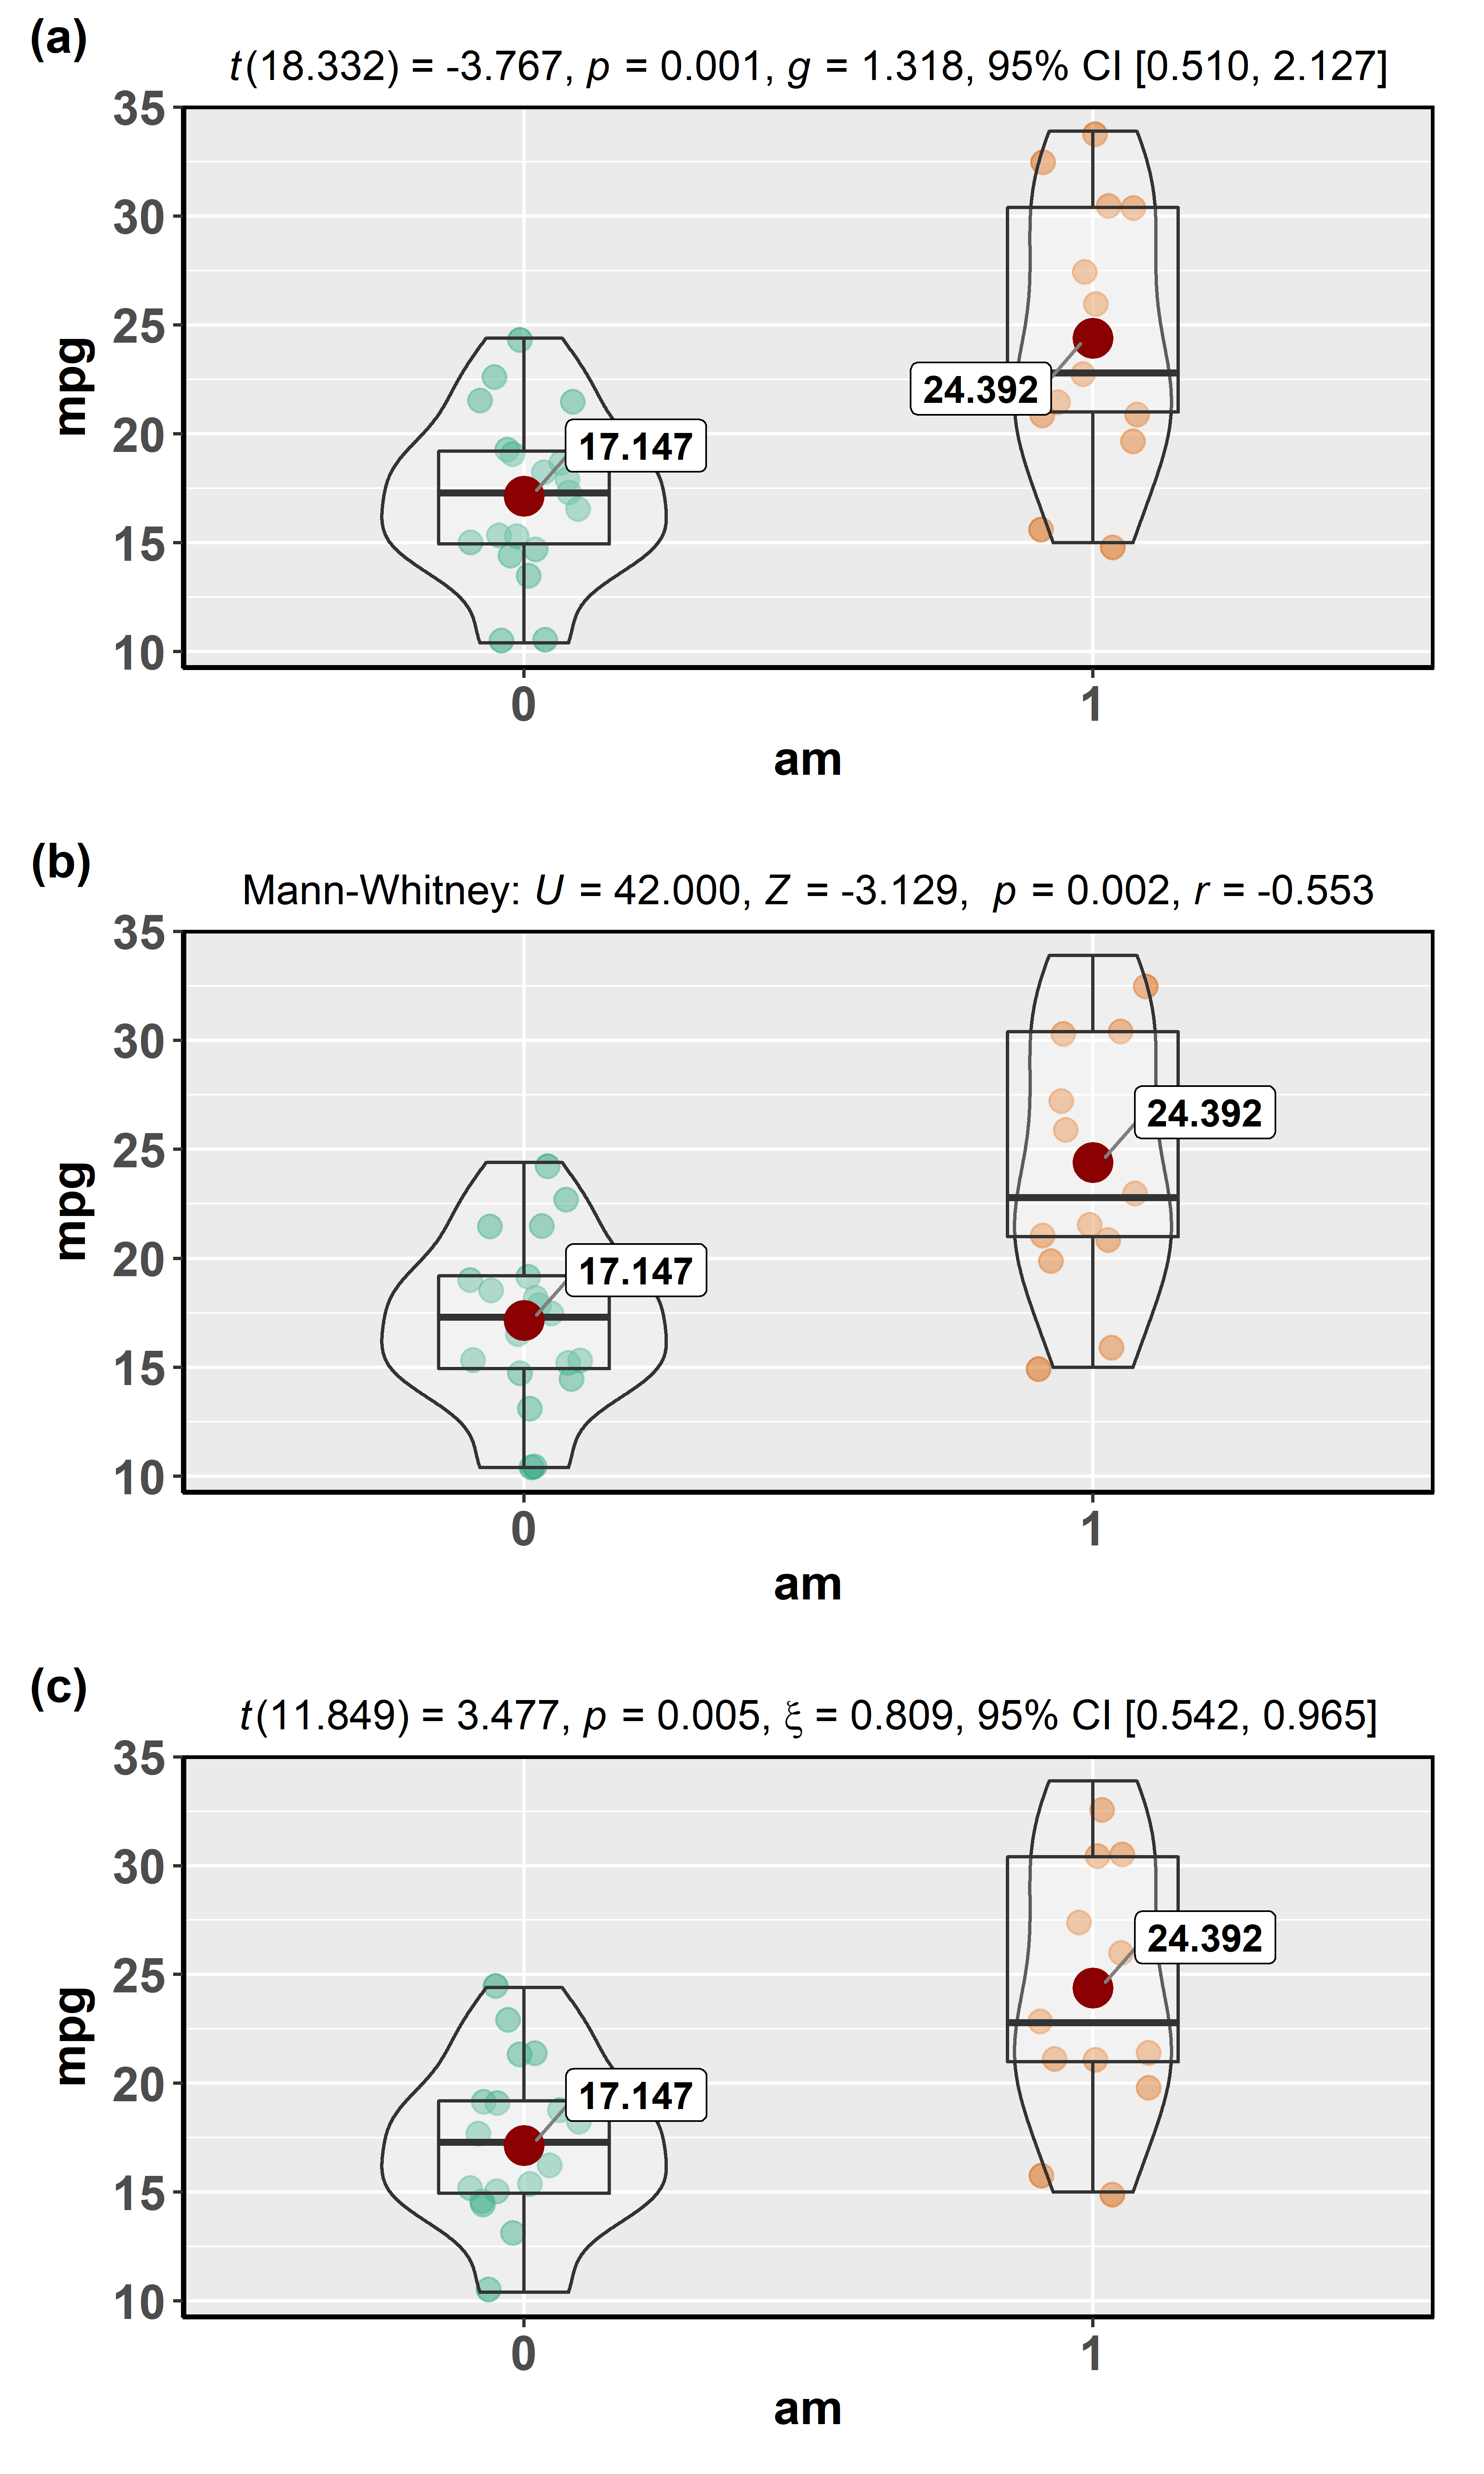 (a)
t(18.332) = -3.767, p = 0.001, g = 1.318, 95% CI [0.510, 2.127]
35
30
25
20
15
10
mpg
24.392
17.147
0 1
am
(b)
Mann-Whitney: U = 42.000, Z = -3.129, p = 0.002, r = -0.553
35
30
25
20
15
10
mpg
24.392
17.147
0 1
am
(c)
t(11.849) = 3.477, p = 0.005, ξ = 0.809, 95% CI [0.542, 0.965]
35
30
25
20
15
10
mpg
24.392
17.147
0 1
am